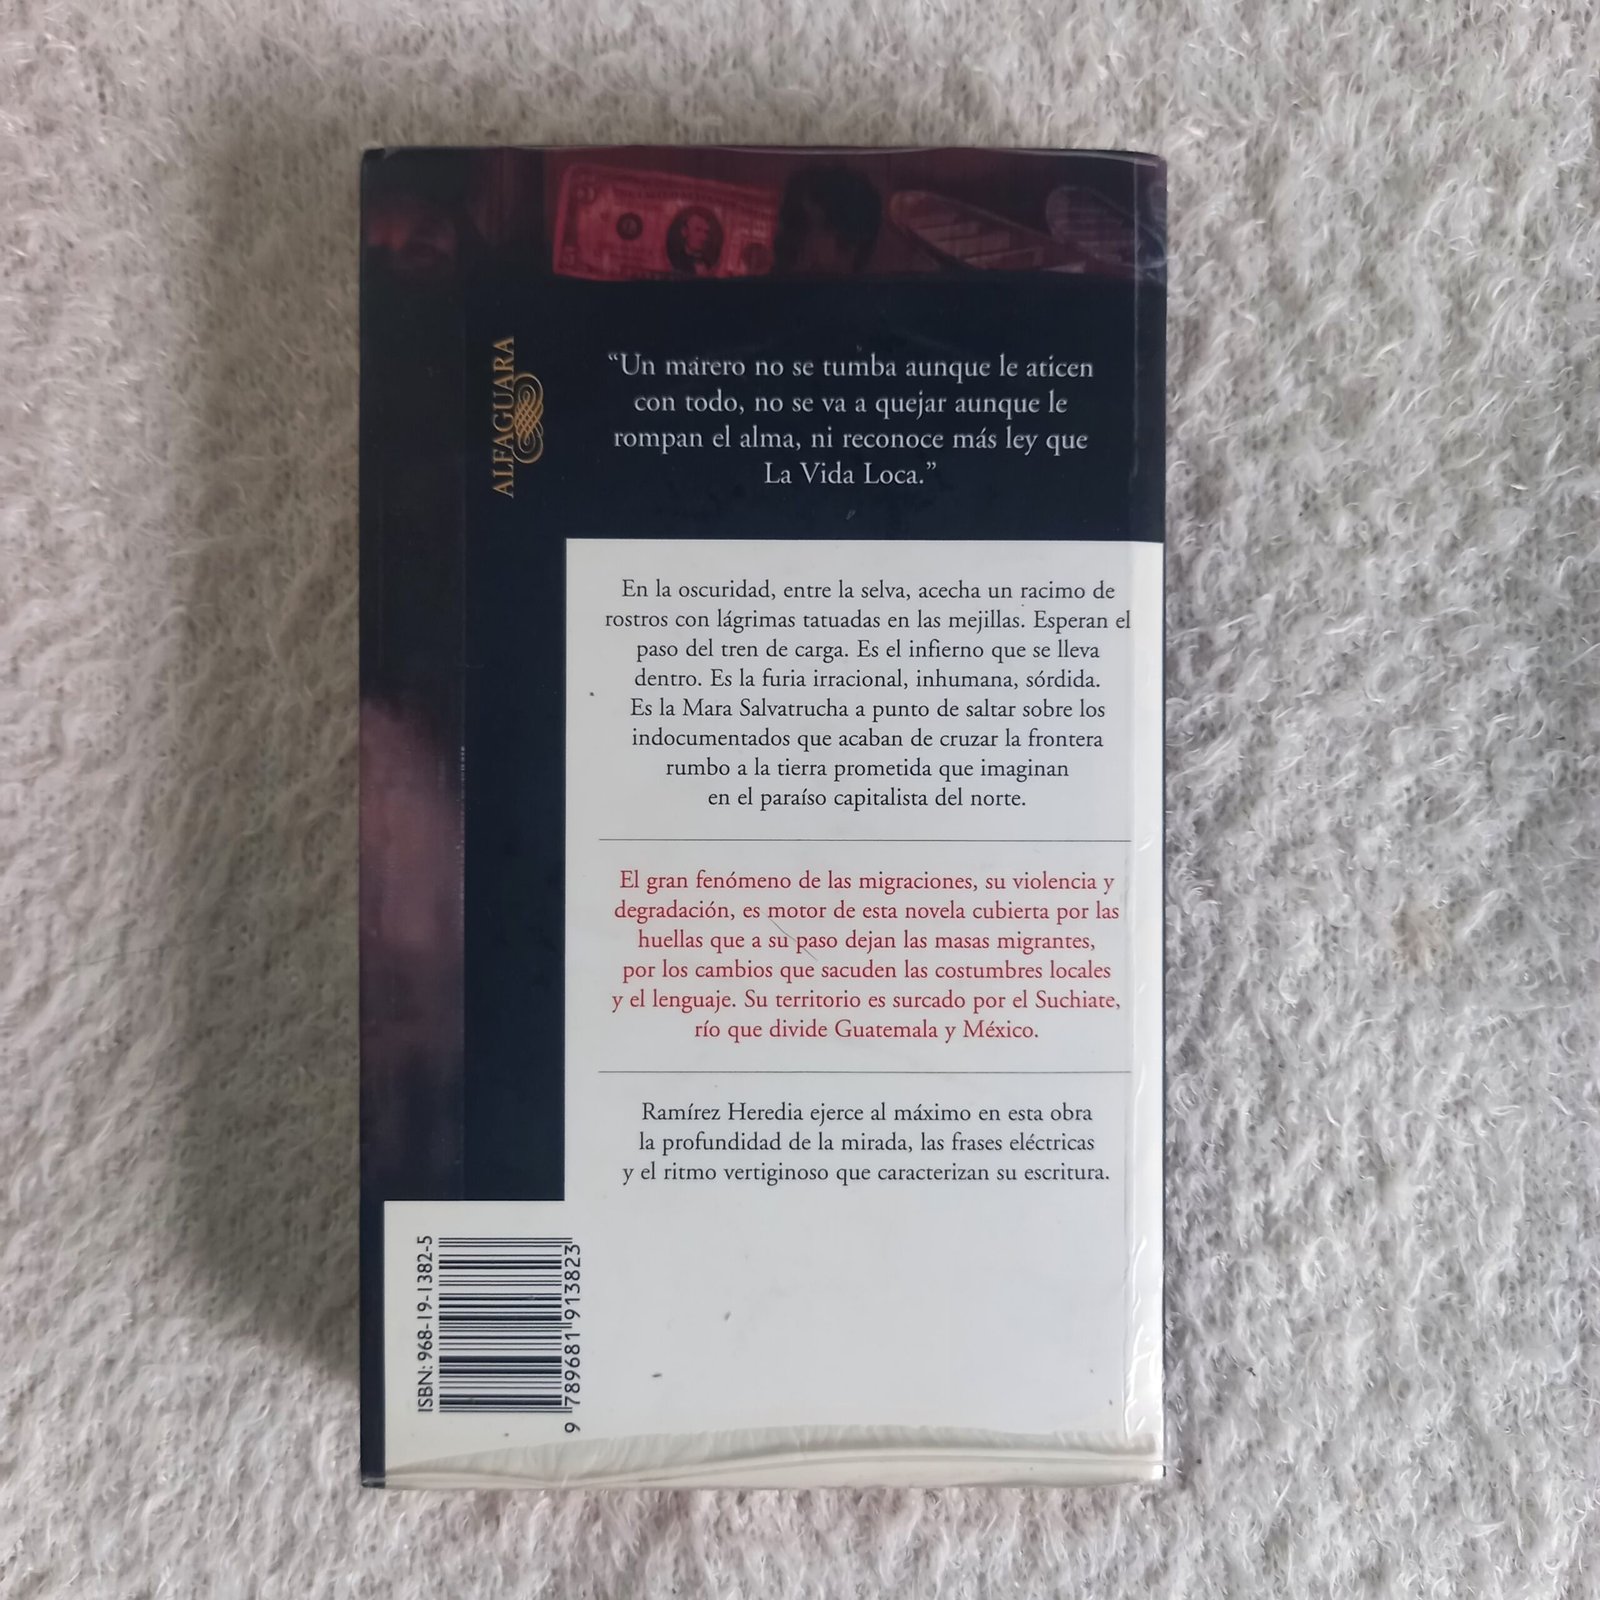 ALFAGUARA
“Un marero no se tumba aunque le aticen
con todo, no se va a quejar aunque le
rompan el alma, ni reconoce más ley que
La Vida Loca.”
En la oscuridad, entre la selva, acecha un racimo de
rostros con lágrimas tatuadas en las mejillas. Esperan el
paso del tren de carga. Es el infierno que se lleva
dentro. Es la furia irracional, inhumana, sórdida.
Es la Mara Salvatrucha a punto de saltar sobre los
indocumentados que acaban de cruzar la frontera
rumbo a la tierra prometida que imaginan
en el paraíso capitalista del norte.
El gran fenómeno de las migraciones, su violencia y
degradación, es motor de esta novela cubierta por las
huellas que a su paso dejan las masas migrantes,
por los cambios que sacuden las costumbres locales
y el lenguaje. Su territorio es surcado por el Suchiate,
río que divide Guatemala y México.
Ramírez Heredia ejerce al máximo en esta obra
la profundidad de la mirada, las frases eléctricas
y el ritmo vertiginoso que caracterizan su escritura.
ISBN: 968-19-1382-5
9 789681 913823